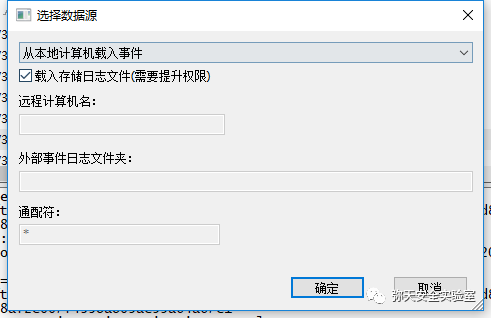 选择数据源
从本地计算机载入事件
载入存储日志文件(需要提升权限)
远程计算机名：
外部事件日志文件夹：
通配符：
*
确定
取消
弥天安全实验室